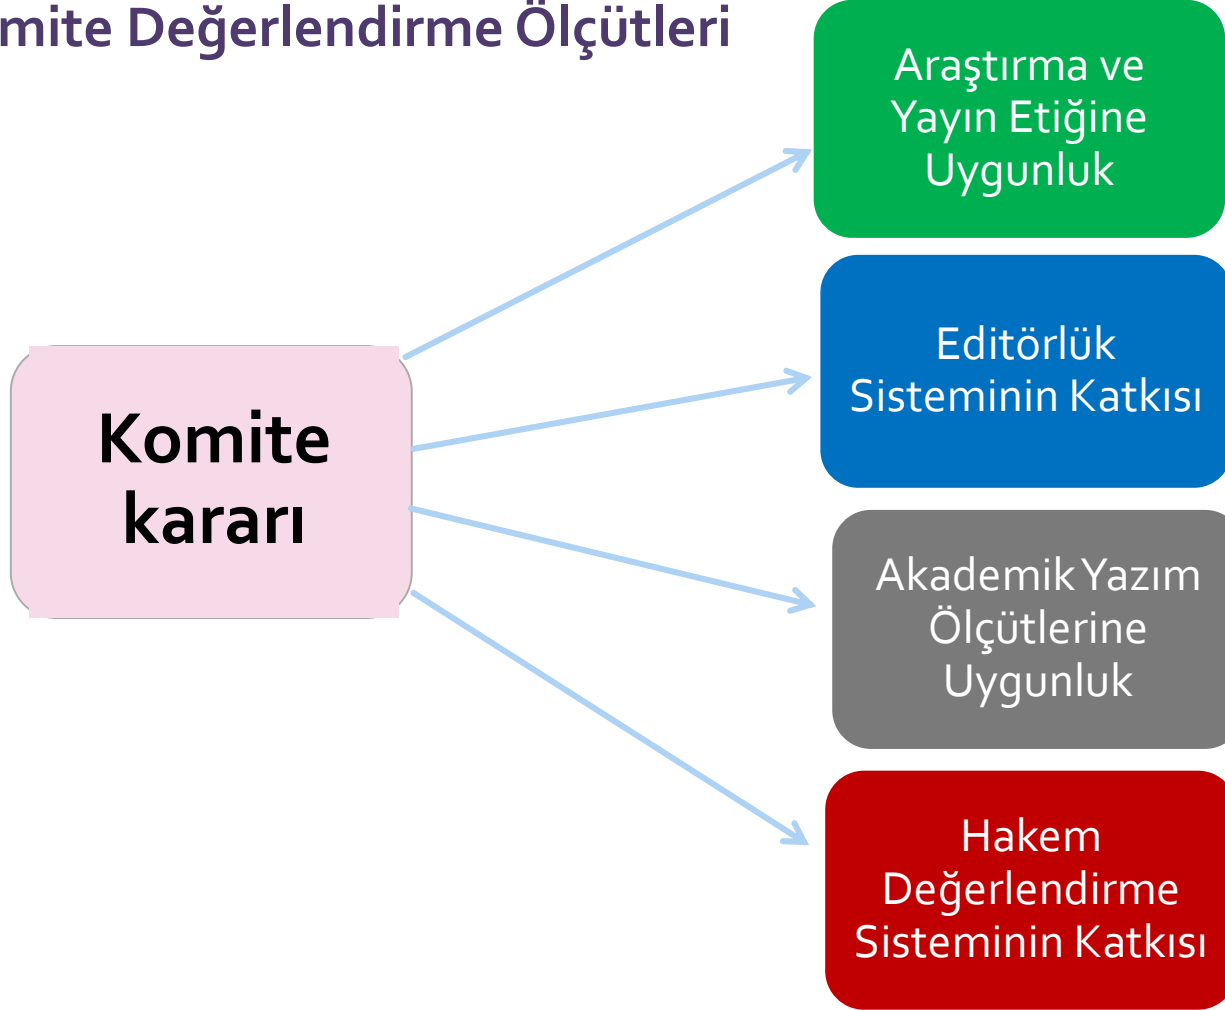 mite Değerlendirme Ölçütleri
Araştırma ve
Yayın Etiğine
Uygunluk
Editörlük
Sisteminin Katkısı
Komite
kararı
Akademik Yazım
Ölçütlerine
Uygunluk
Hakem
Değerlendirme
Sisteminin Katkısı